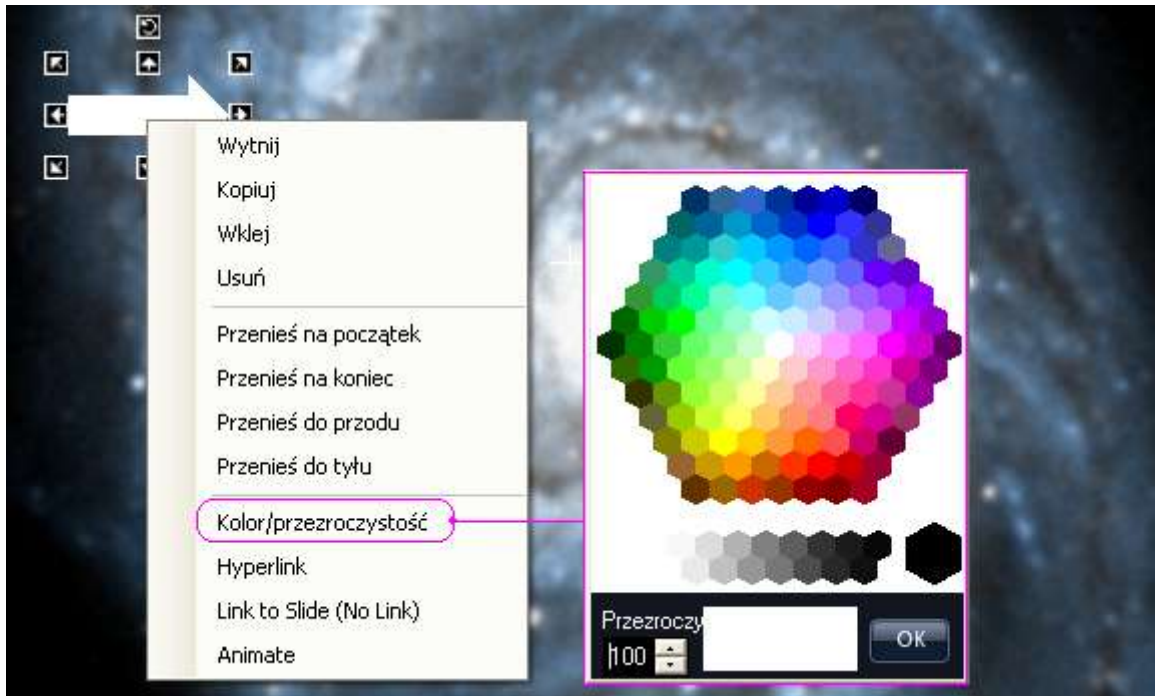 Wytnij
Kopiuj
Wklej
Usuń
Przenieś na początek
Przenieś na koniec
Przenieś do przodu
Przenieś do tyłu
Kolor/przezroczystość
Hyperlink
Link to Slide (No Link)
Animate
Przezroczy
100
OK